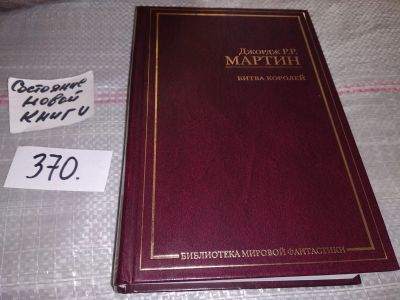 Состояние
новой
книги
370.
Джордж Р.Р.
МАРТИН
БИТВА КОРОЛЕЙ
БИБЛИОТЕКА МИРОВОЙ ФАНТАСТИКИ